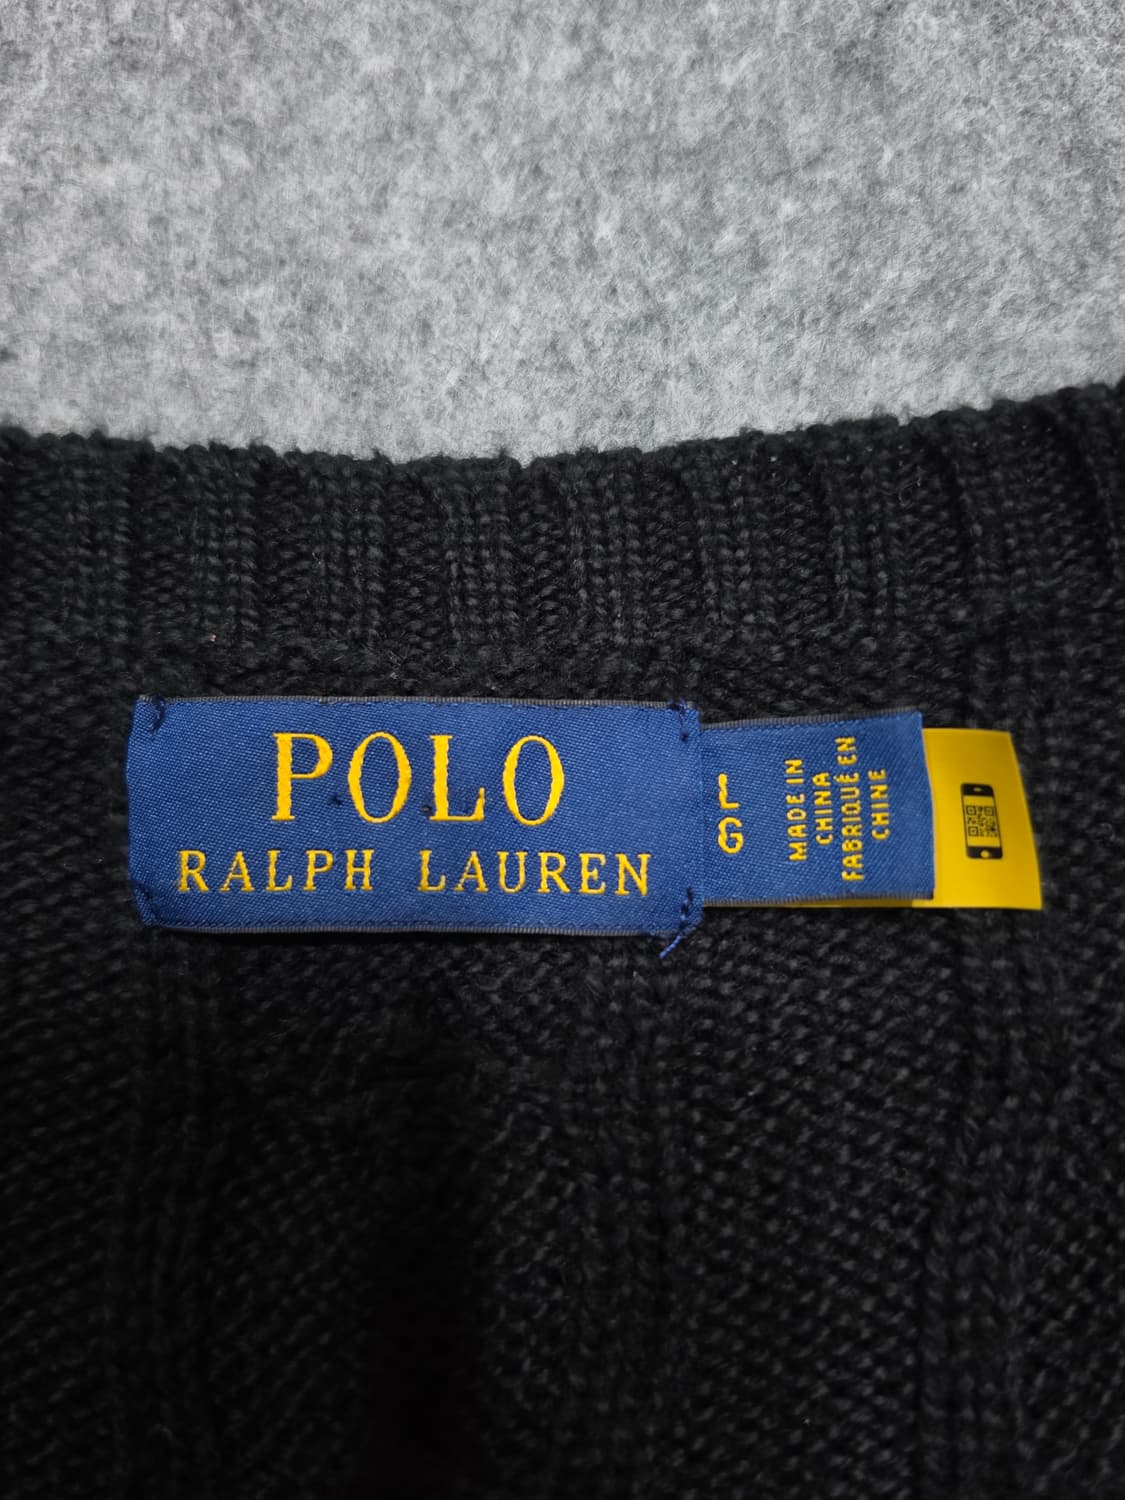 POLO
RALPH LAUREN
L
G
MADE IN
CHINA
FABRIQUÉ EN
CHINE